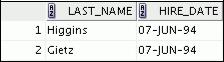 LAST_NAME HIRE_DATE
1 Higgins 07-JUN-94
2 Gietz 07-JUN-94